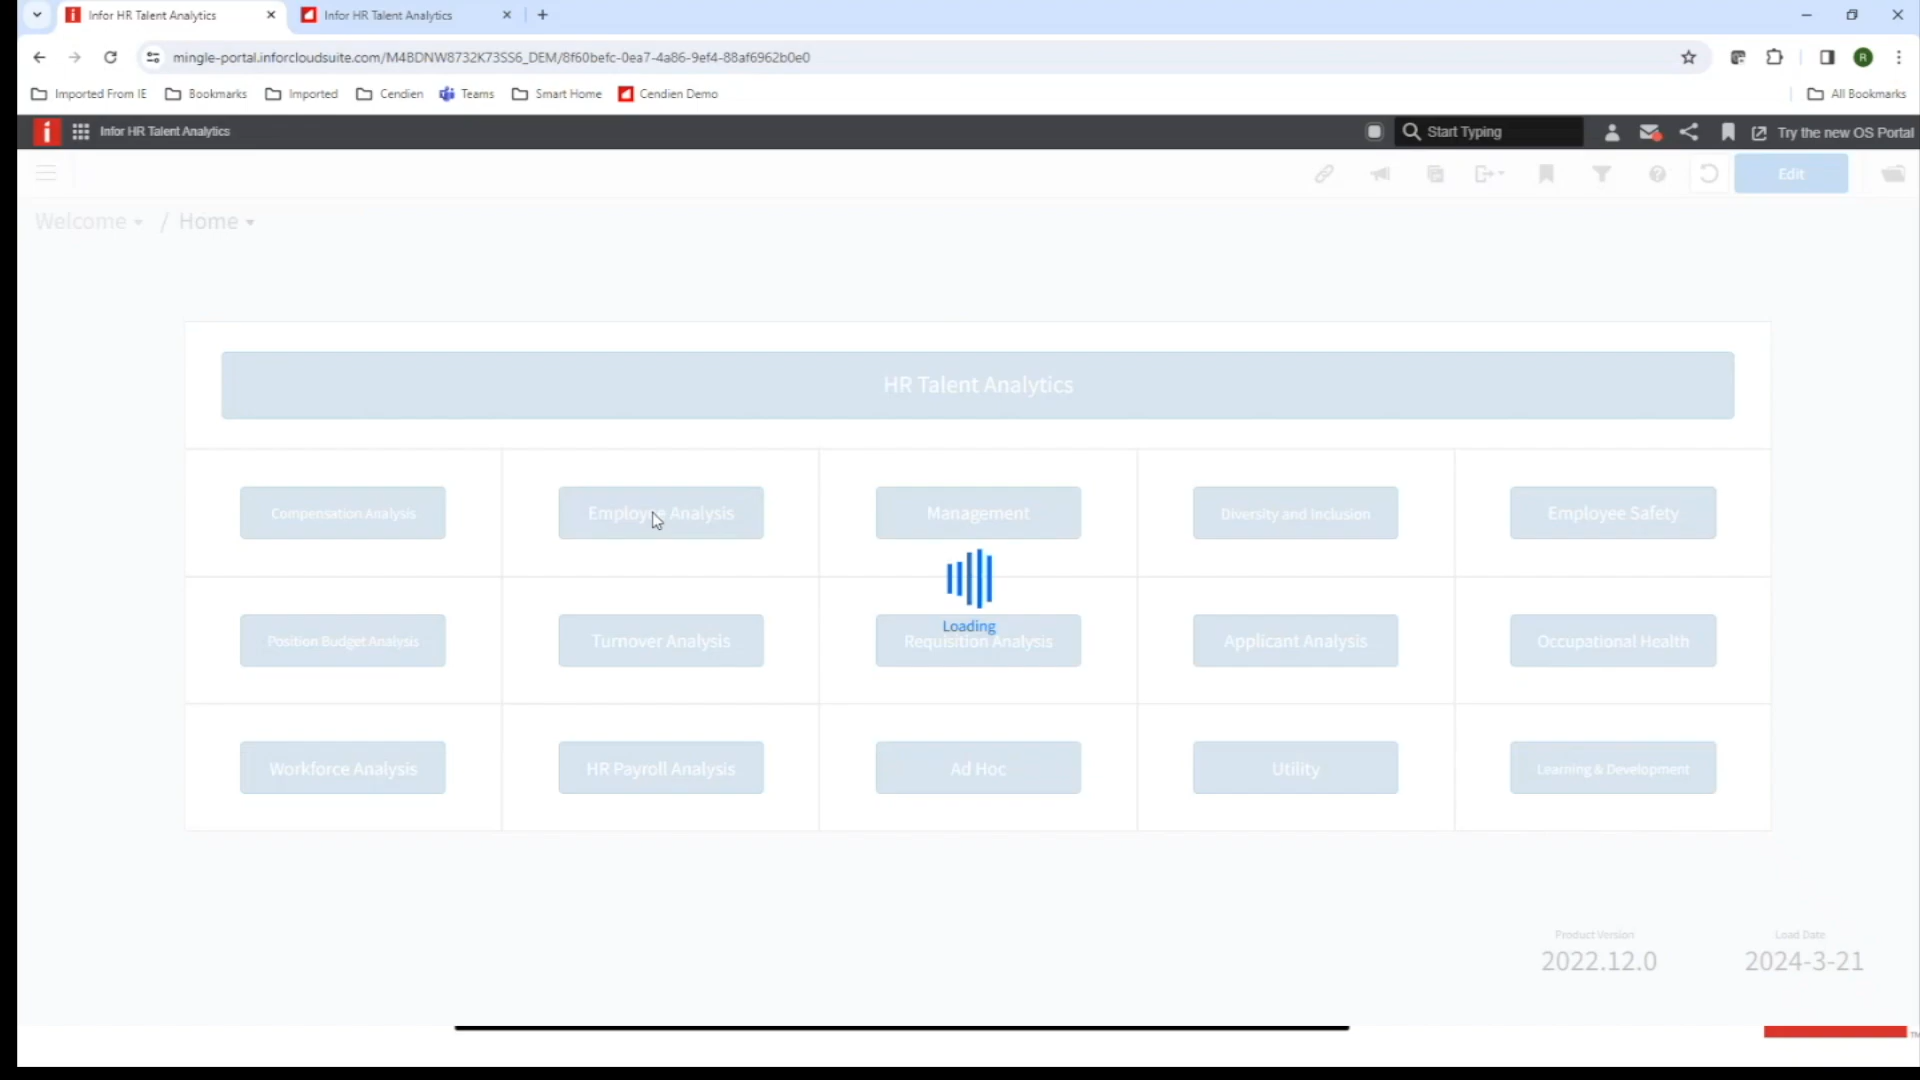 Infor HR Talent Analytics
Infor HR Talent Analytics
mingle-portal.inforcloudsuite.com/M4BDNW8732K73SS6_DEM/8f60befc-0ea7-4a86-9ef4-88af6962b0e0
R
Imported From IE
Bookmarks
Imported
Cendien
Teams
Smart Home
Cendien Demo
All Bookmarks
Infor HR Talent Analytics
Start Typing
Try the new OS Portal
Edit
Welcome / Home
HR Talent Analytics
Compensation Analysis
Employee Analysis
Management
Diversity and Inclusion
Employee Safety
Loading
Position Budget Analysis
Turnover Analysis
Requisition Analysis
Applicant Analysis
Occupational Health
Workforce Analysis
HR Payroll Analysis
Ad Hoc
Utility
Learning & Development
Product Version
Load Date
2022.12.0
2024-3-21
TM